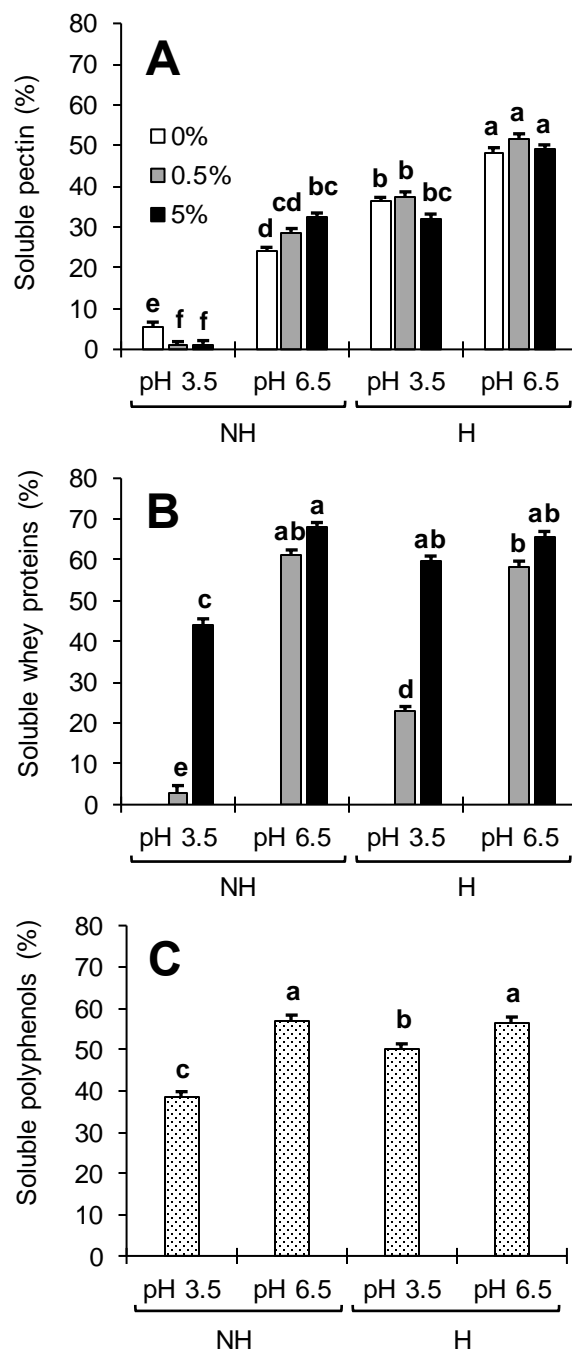 Soluble pectin (%)
80
70
60
50
40
30
20
10
0
A
0%
0.5%
5%
e
f
f
d
cd
bc
b
b
bc
a
a
a
pH 3.5
pH 6.5
pH 3.5
pH 6.5
NH
H
Soluble whey proteins (%)
80
70
60
50
40
30
20
10
0
B
e
c
ab
a
d
ab
b
ab
pH 3.5
pH 6.5
pH 3.5
pH 6.5
NH
H
Soluble polyphenols (%)
80
70
60
50
40
30
20
10
0
C
c
a
b
a
pH 3.5
pH 6.5
pH 3.5
pH 6.5
NH
H